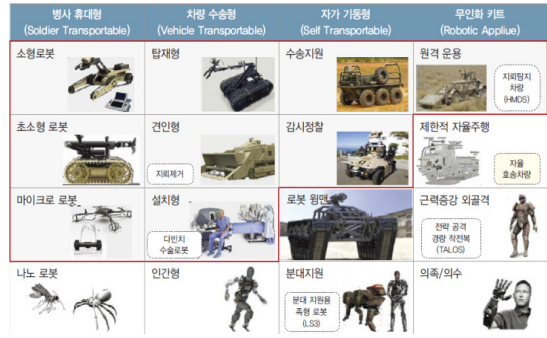 병사 휴대형
(Soldier Transportable)
차량 수송형
(Vehicle Transportable)
자가 기동형
(Self Transportable)
무인화 키트
(Robotic Appliue)
소형로봇
탑재형
수송지원
원격 운용
지뢰탐지
차량
(HMDS)
초소형 로봇
견인형
지뢰제거
감시정찰
제한적 자율주행
자율
호송차량
마이크로 로봇
설치형
다빈치
수술로봇
로봇 윙맨
근력증강 외골격
전략 공격
경량 작전복
(TALOS)
나노 로봇
인간형
분대지원
분대 지원용
족형 로봇
(LS3)
의족/의수